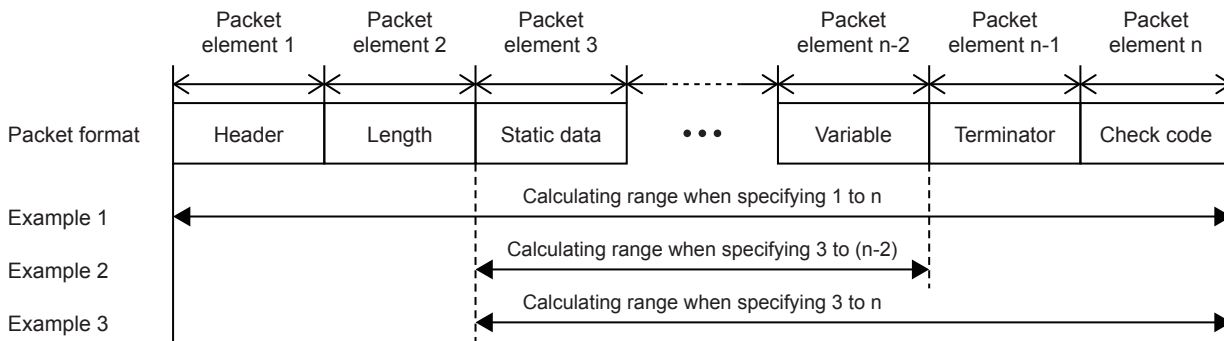 Packet element 1 Packet element 2 Packet element 3 Packet element n-2 Packet element n-1 Packet element n
Packet format Header Length Static data ••• Variable Terminator Check code
Example 1 Calculating range when specifying 1 to n
Example 2 Calculating range when specifying 3 to (n-2)
Example 3 Calculating range when specifying 3 to n